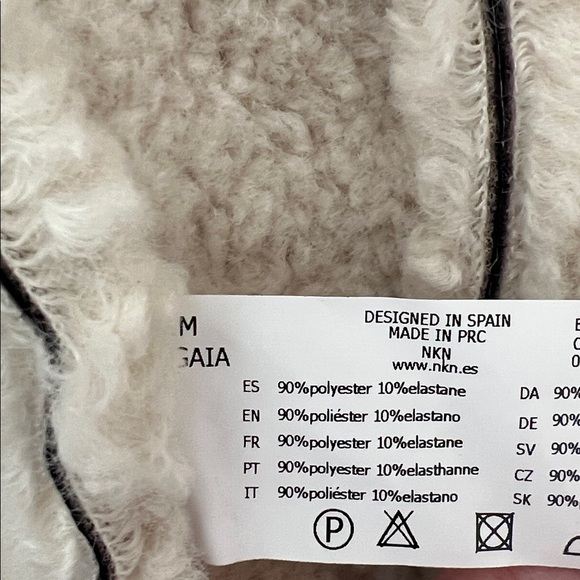 M
GAIA
DESIGNED IN SPAIN
MADE IN PRC
NKN
www.nkn.es
ES 90%polyester 10%elastane
EN 90%poliéster 10%elastano
FR 90%polyester 10%elastane
PT 90%polyester 10%elasthanne
IT 90%poliéster 10%elastano
P
DA 90%
DE 90%
SV 90%
CZ 90%
SK 90%